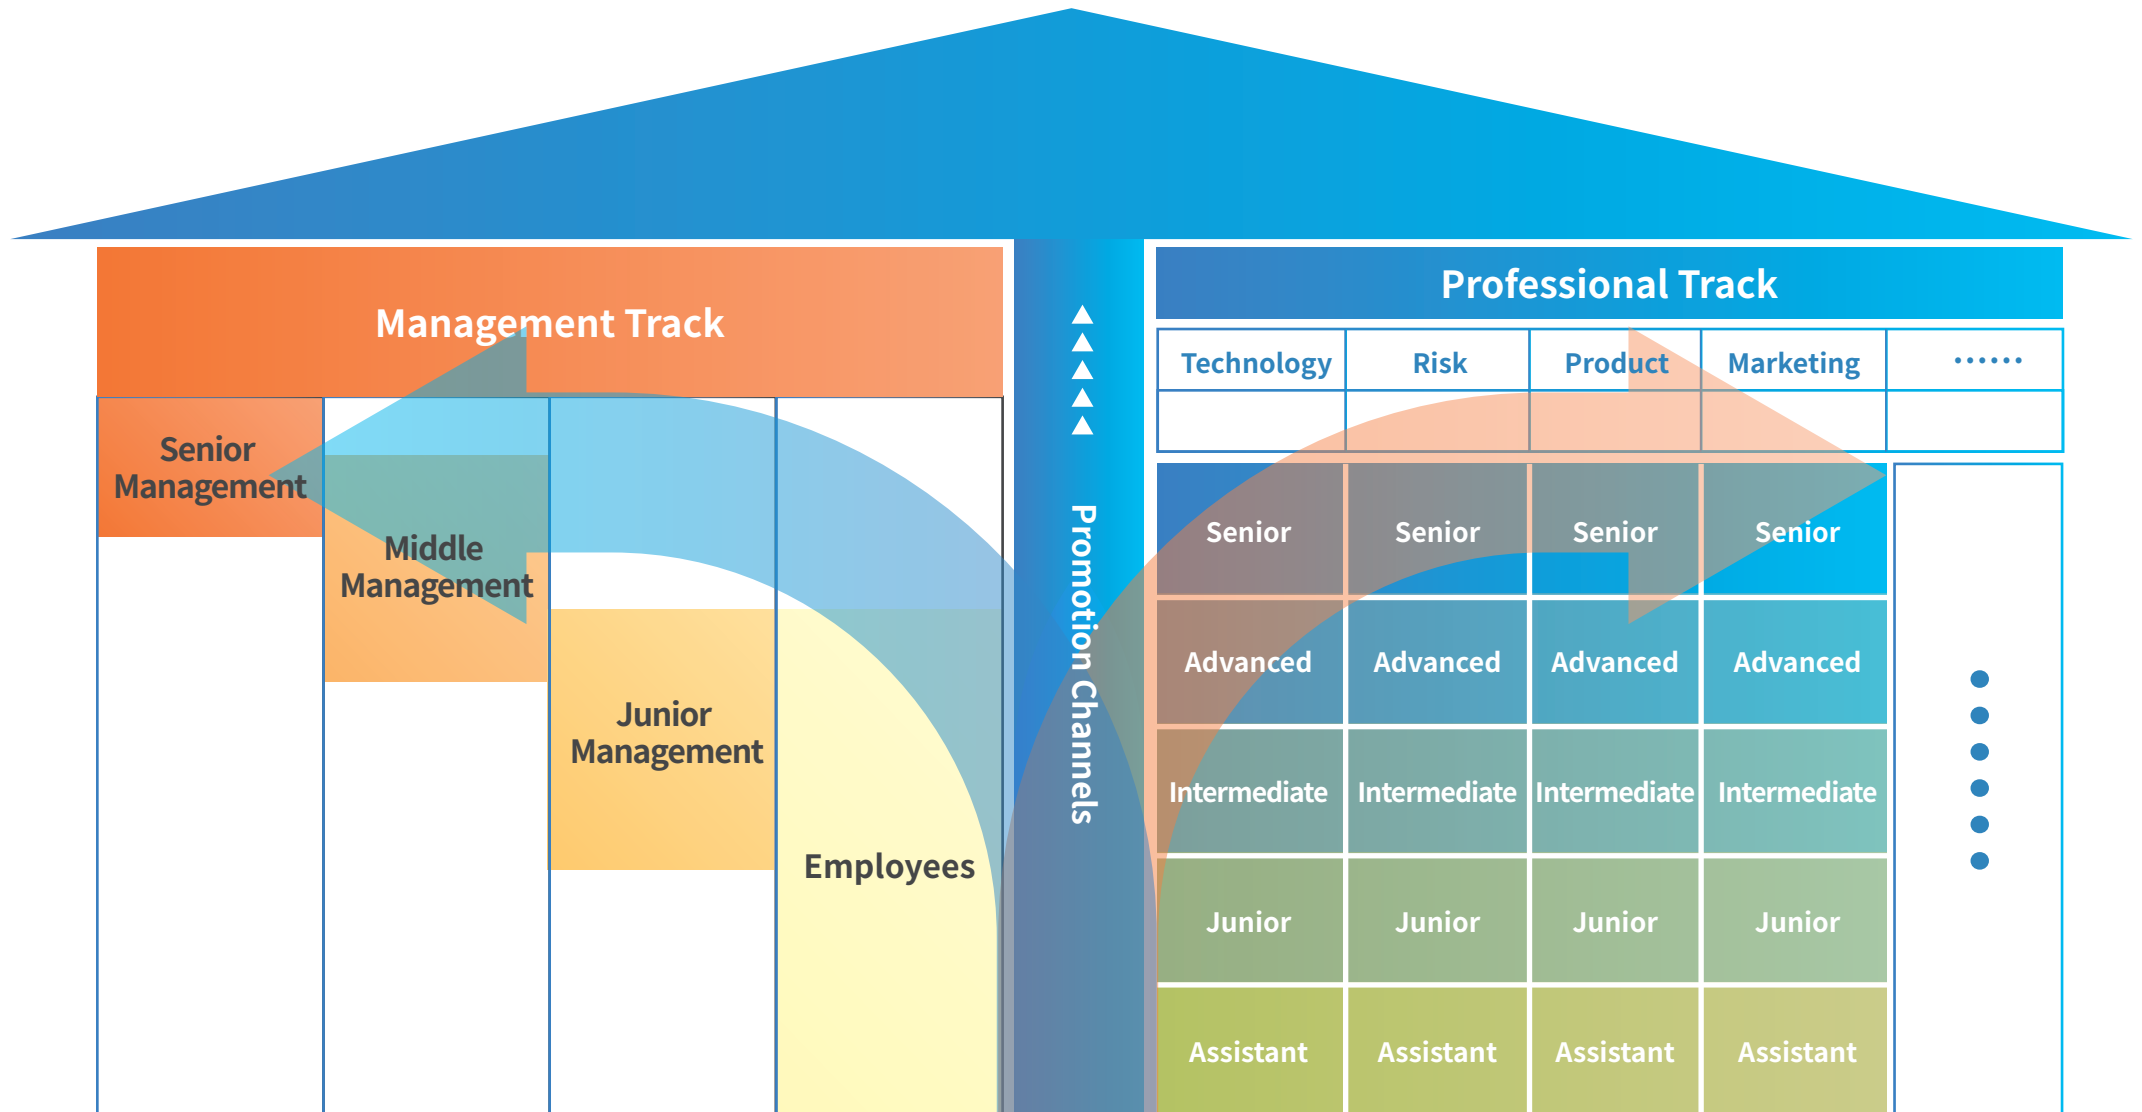 Management Track
Senior
Management
Middle
Management
Junior
Management
Employees
Promotion Channels
Professional Track
Technology Risk Product Marketing ······
Senior Senior Senior Senior
Advanced Advanced Advanced Advanced
Intermediate Intermediate Intermediate Intermediate
Junior Junior Junior Junior
Assistant Assistant Assistant Assistant